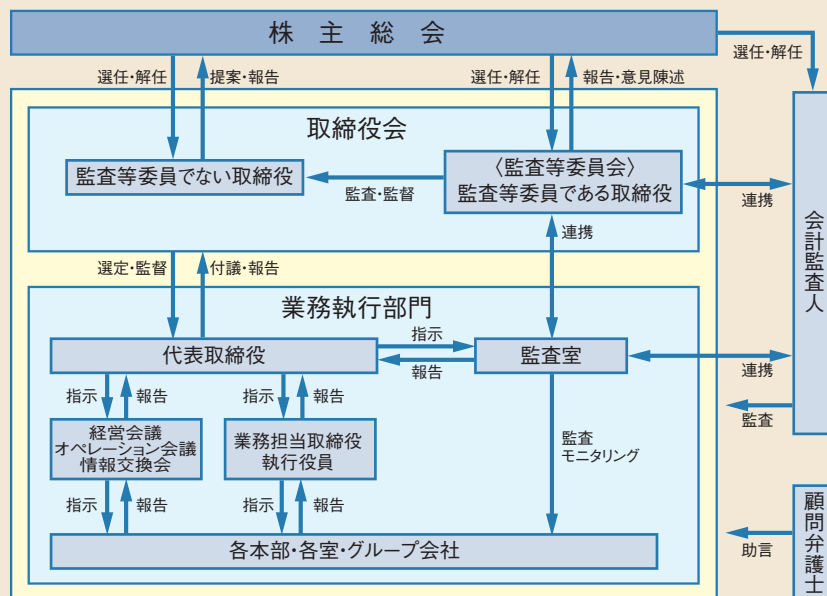 株主総会
選任・解任
提案・報告
選任・解任
報告・意見陳述
選任・解任
取締役会
監査等委員でない取締役
監査・監督
〈監査等委員会〉
監査等委員である取締役
連携
会計監査人
連携
選定・監督
付議・報告
業務執行部門
代表取締役
指示
報告
監査室
連携
監査
指示
報告
指示
報告
経営会議
オペレーション会議
情報交換会
業務担当取締役
執行役員
監査
モニタリング
指示
報告
指示
報告
各本部・各室・グループ会社
助言
顧問弁護士